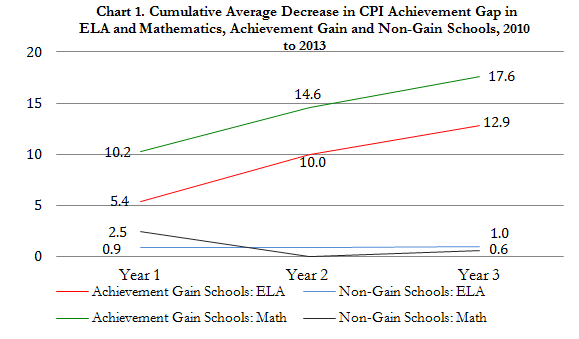 Chart 1. Cumulative Average Decrease in CPI Achievement Gap in
ELA and Mathematics, Achievement Gain and Non-Gain Schools, 2010
to 2013
20
17.6
14.6
15
12.9
10.2
10
10.0
5.4
5
2.5
1.0
0.9
0.6
0
Year 1 Year 2 Year 3
Achievement Gain Schools: ELA Non-Gain Schools: ELA
Achievement Gain Schools: Math Non-Gain Schools: Math